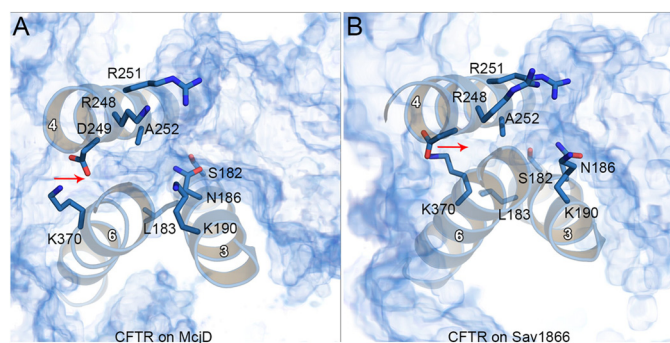 A
R251
R248
D249
A252
4
S182
N186
L183
K190
K370
6
3
CFTR on McjD
B
R251
R248
A252
4
S182
N186
L183
K190
K370
6
3
CFTR on Sav1866